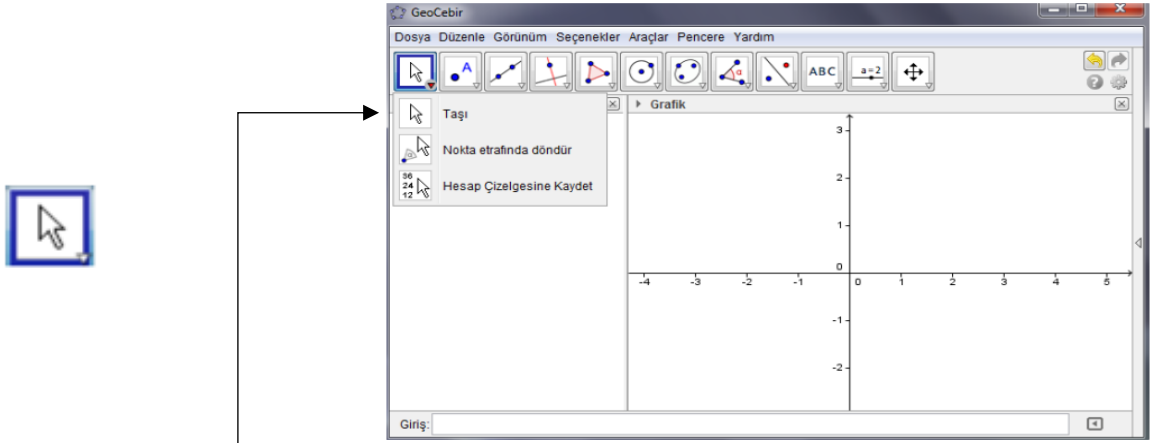 GeoCebir
Dosya Düzenle Görünüm Seçenekler Araçlar Pencere Yardım
A α ABC a=2
Grafik
Taşı
Nokta etrafında döndür
36
24
12
Hesap Çizelgesine Kaydet
3
2
1
0
-4 -3 -2 -1 0 1 2 3 4 5
-1
-2
Giriş: